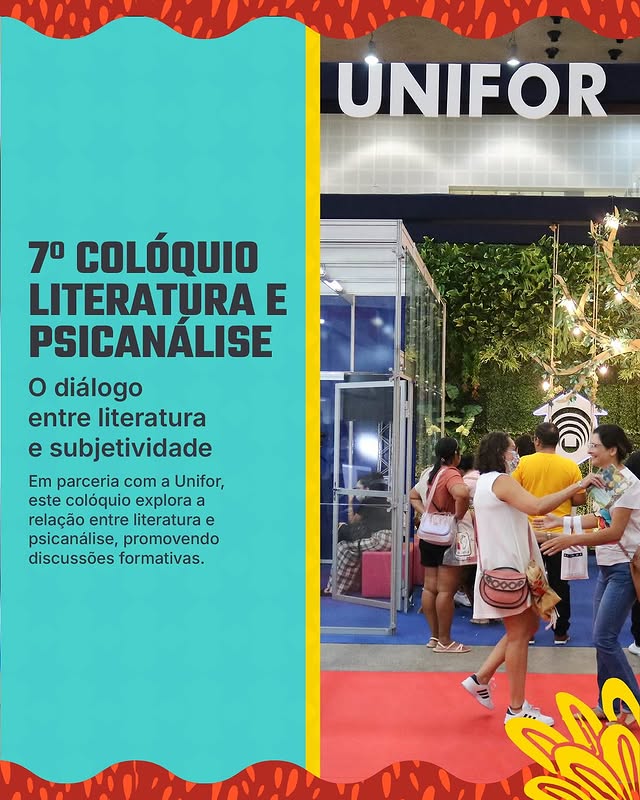 7º COLÓQUIO
LITERATURA E
PSICANÁLISE
O diálogo
entre literatura
e subjetividade
Em parceria com a Unifor,
este colóquio explora a
relação entre literatura e
psicanálise, promovendo
discussões formativas.
UNIFOR